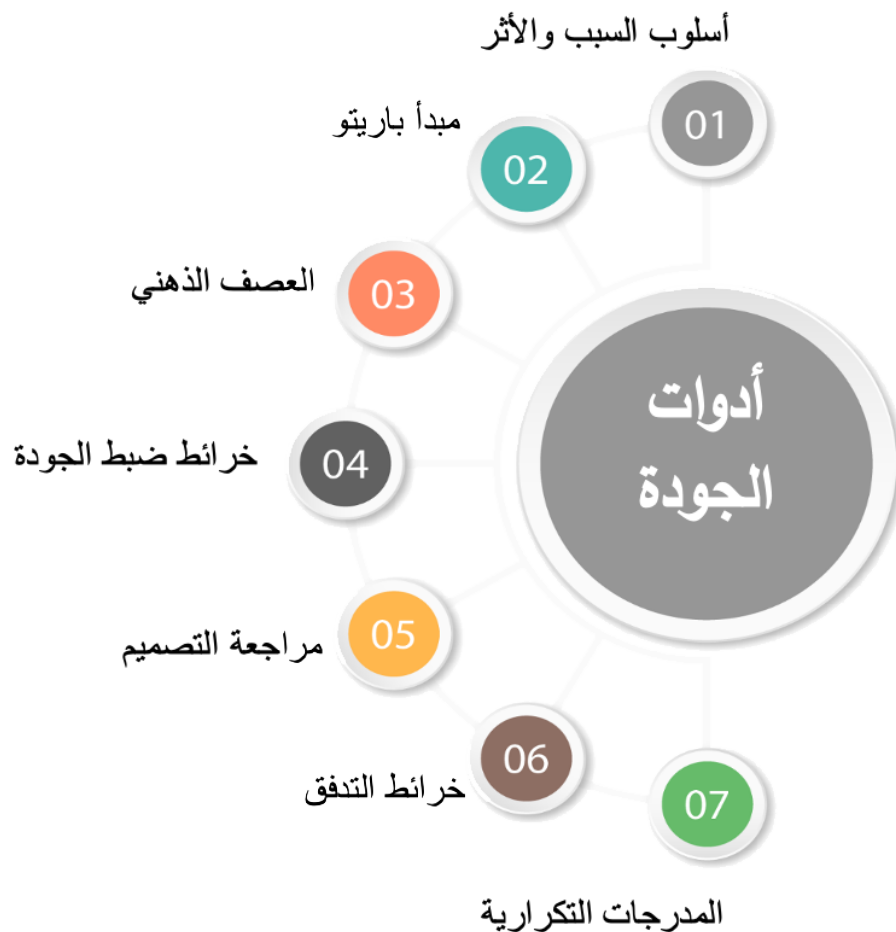 أدوات
الجودة
01
أسلوب السبب والأثر
02
مبدأ باريتو
03
العصف الذهني
04
خرائط ضبط الجودة
05
مراجعة التصميم
06
خرائط التدفق
07
المدرجات التكرارية